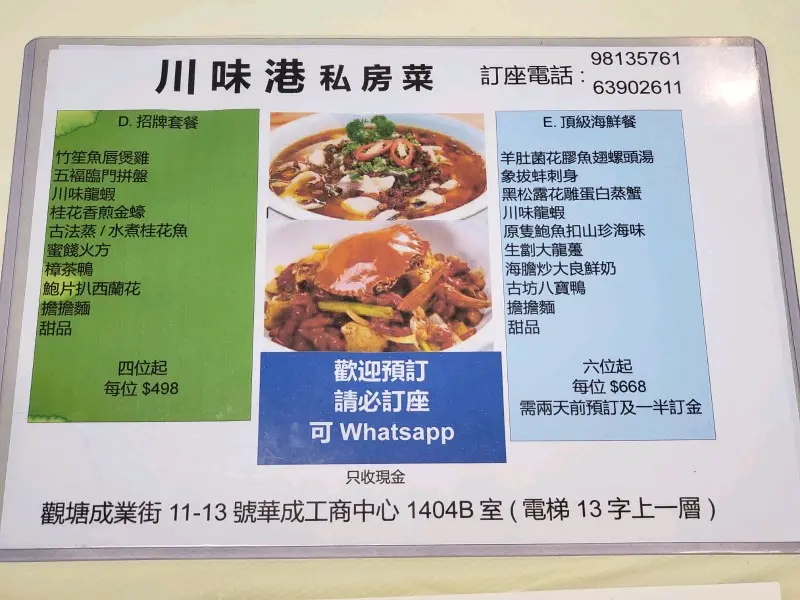 川味港私房菜
訂座電話 :
98135761
63902611
D. 招牌套餐
竹笙魚唇煲雞
五福臨門拼盤
川味龍蝦
桂花香煎金蠔
古法蒸 / 水煮桂花魚
蜜餞火方
樟茶鴨
鮑片扒西蘭花
擔擔麵
甜品
四位起
每位 $498
歡迎預訂
請必訂座
可 Whatsapp
E. 頂級海鮮餐
羊肚菌花膠魚翅螺頭湯
象拔蚌刺身
黑松露花雕蛋白蒸蟹
川味龍蝦
原隻鮑魚扣山珍海味
生劏大龍躉
海膽炒大良鮮奶
古坊八寶鴨
擔擔麵
甜品
六位起
每位 $668
需兩天前預訂及一半訂金
只收現金
觀塘成業街 11-13 號華成工商中心 1404B 室 ( 電梯 13 字上一層 )